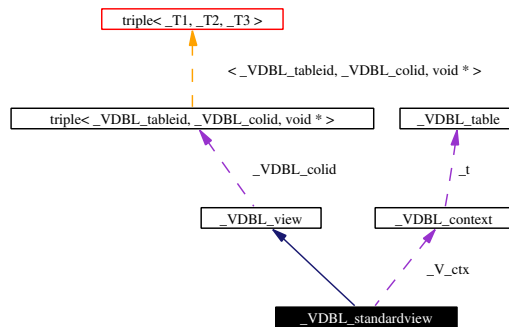 triple< _T1, _T2, _T3 >
< _VDBL_tableid, _VDBL_colid, void * >
triple< _VDBL_tableid, _VDBL_colid, void * >
_VDBL_table
_VDBL_colid
_t
_VDBL_view
_VDBL_context
_V_ctx
_VDBL_standardview